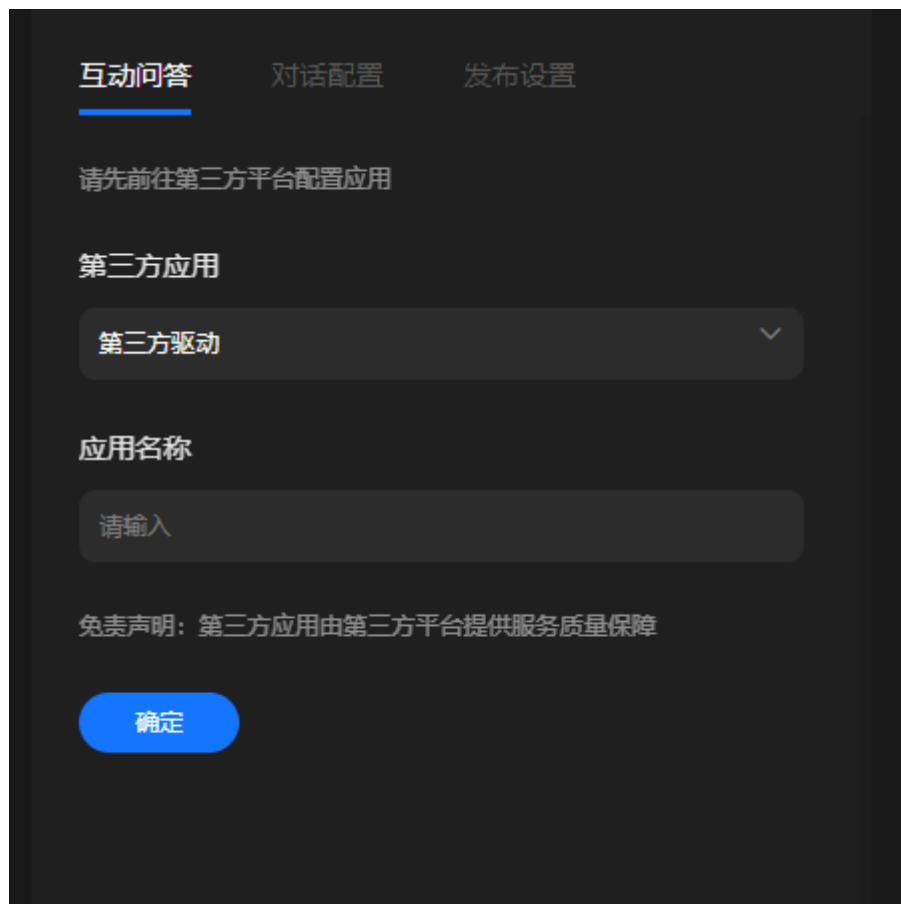 互动问答 对话配置 发布设置
请先前往第三方平台配置应用
第三方应用
第三方驱动
应用名称
请输入
免责声明：第三方应用由第三方平台提供服务质量保障
确定